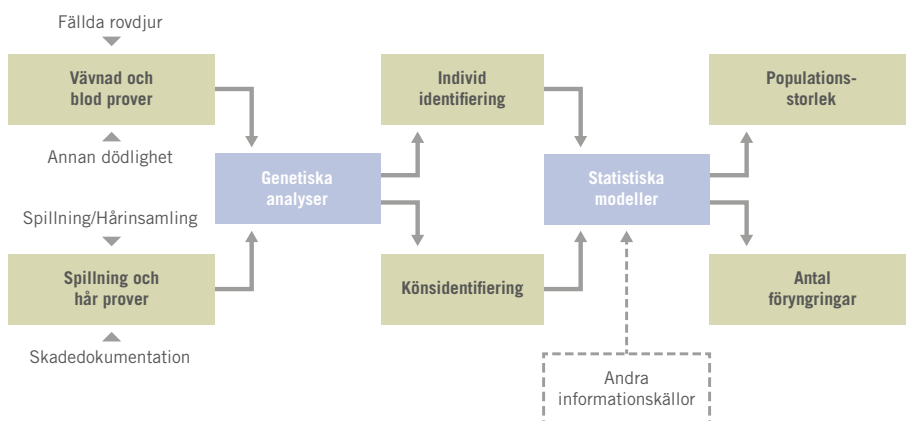 Fällda rovdjur
Vävnad och
blod prover
Annan dödlighet
Spillning/Hårinsamling
Spillning och
hår prover
Skadedokumentation
Genetiska
analyser
Individ
identifiering
Könsidentifiering
Statistiska
modeller
Andra
informationskällor
Populations-
storlek
Antal
föryngringar